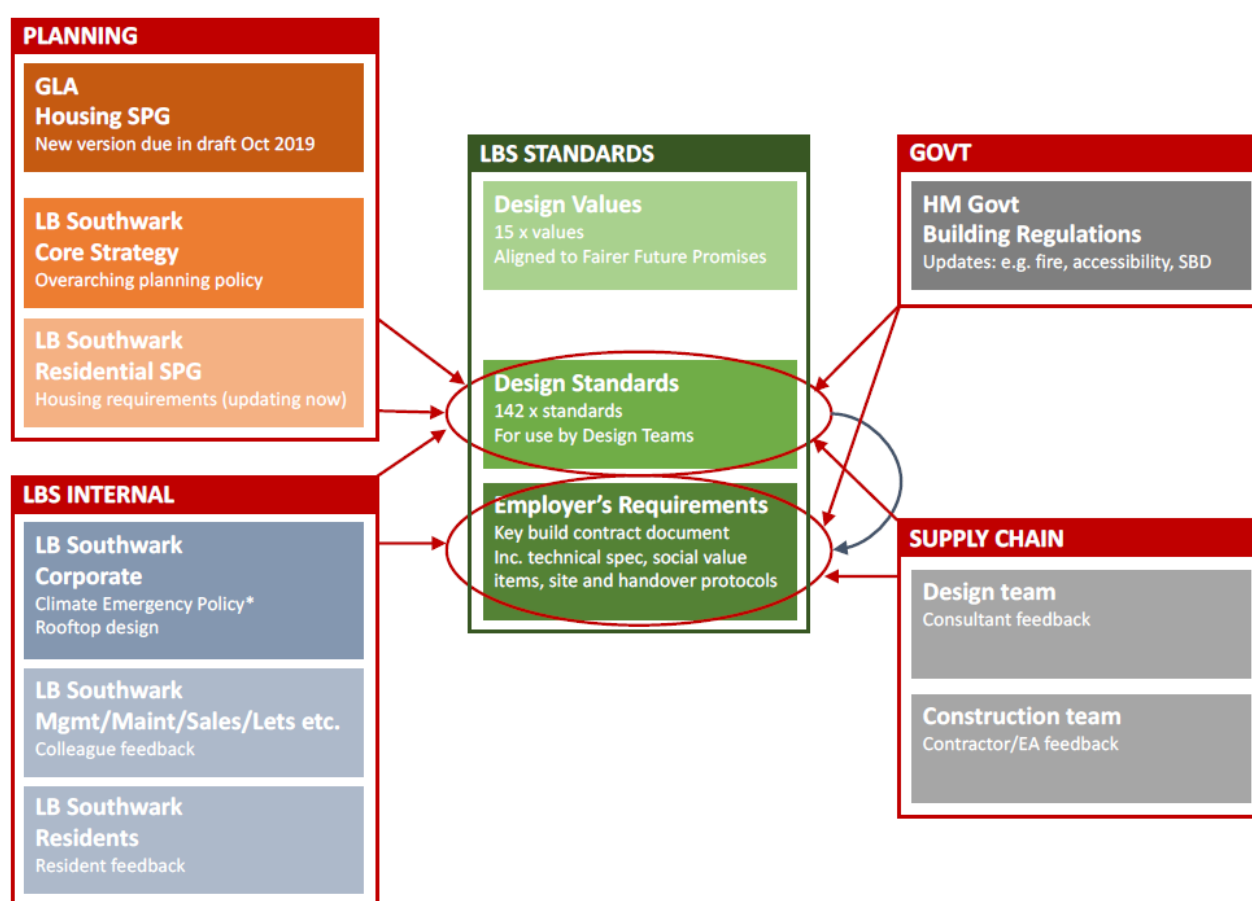 PLANNING
GLA
Housing SPG
New version due in draft Oct 2019
LB Southwark
Core Strategy
Overarching planning policy
LB Southwark
Residential SPG
Housing requirements (updating now)
LBS INTERNAL
LB Southwark
Corporate
Climate Emergency Policy*
Rooftop design
LB Southwark
Mgmt/Maint/Sales/Lets etc.
Colleague feedback
LB Southwark
Residents
Resident feedback
LBS STANDARDS
Design Values
15 x values
Aligned to Fairer Future Promises
Design Standards
142 x standards
For use by Design Teams
Employer's Requirements
Key build contract document
Inc. technical spec, social value
items, site and handover protocols
GOVT
HM Govt
Building Regulations
Updates: e.g. fire, accessibility, SBD
SUPPLY CHAIN
Design team
Consultant feedback
Construction team
Contractor/EA feedback